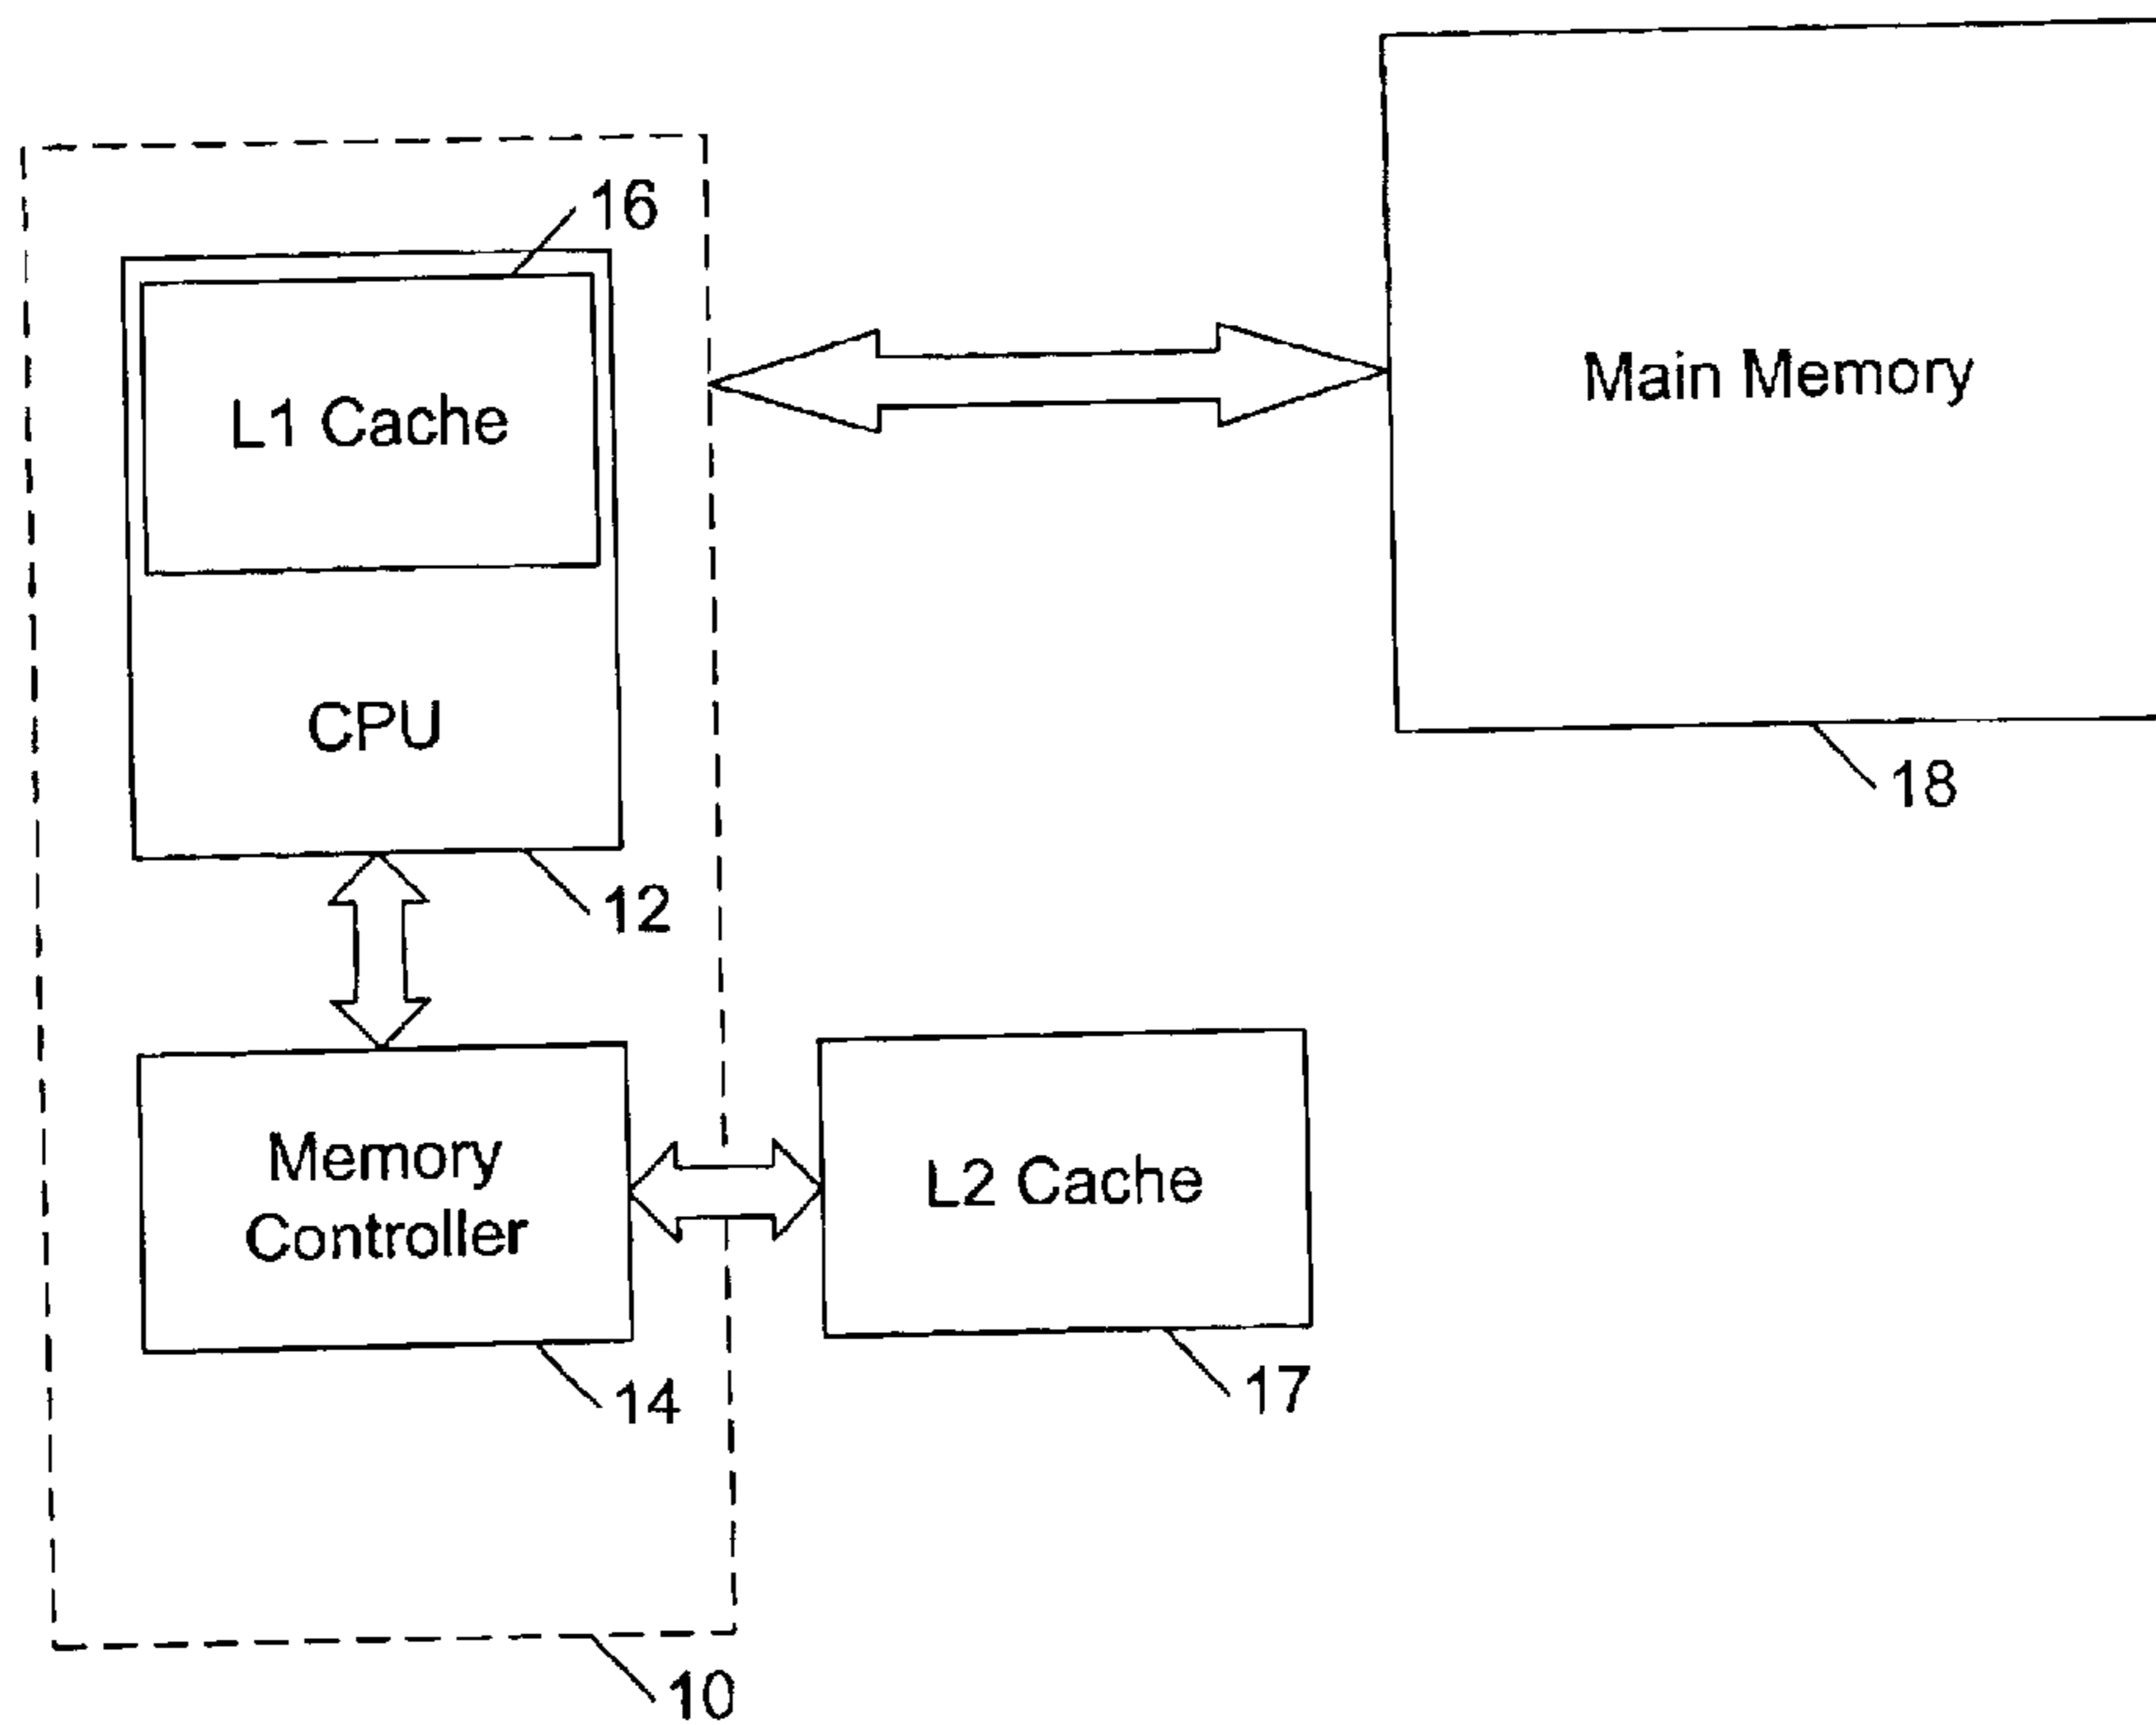 16
L1 Cache
Main Memory
CPU
18
12
Memory
Controller
L2 Cache
14
17
10